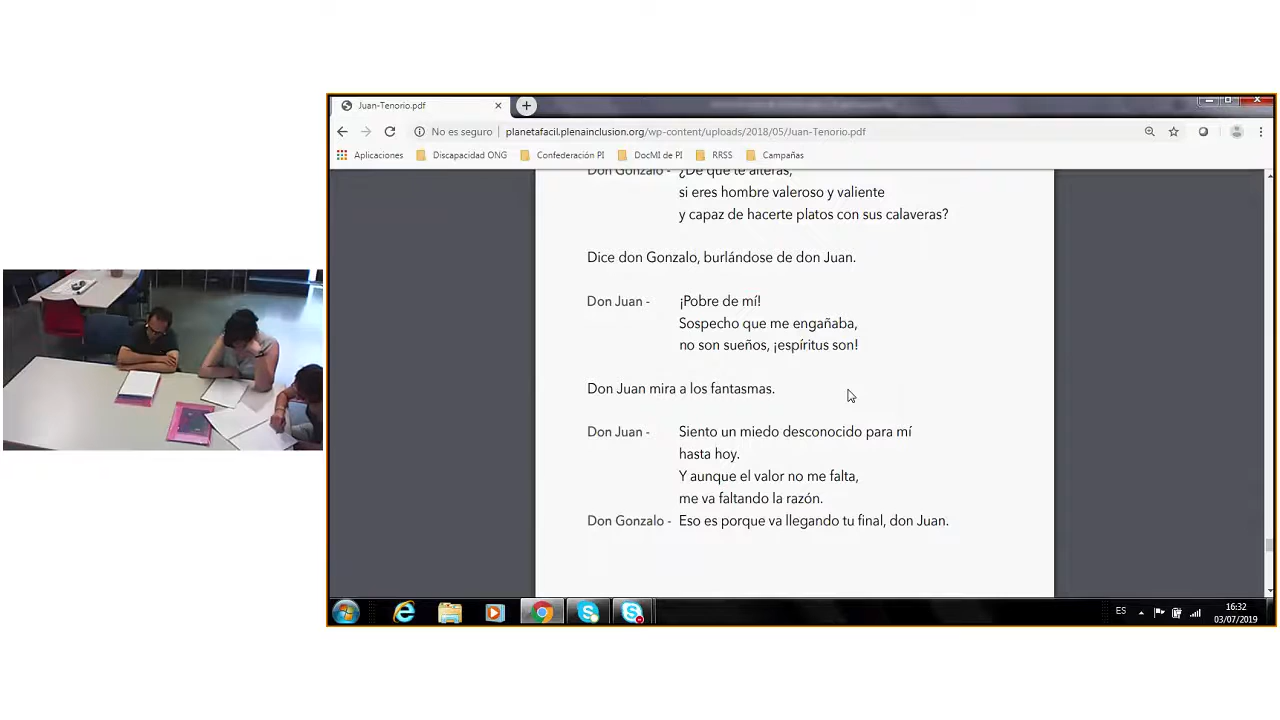 Juan-Tenorio.pdf
No es seguro
planetafacil.plenainclusion.org/wp-content/uploads/2018/05/Juan-Tenorio.pdf
Aplicaciones
Discapacidad ONG
Confederación PI
DocMI de PI
RRSS
Campañas
Don Gonzalo - ¿De qué te alteras,
si eres hombre valeroso y valiente
y capaz de hacerte platos con sus calaveras?
Dice don Gonzalo, burlándose de don Juan.
Don Juan - ¡Pobre de mí!
Sospecho que me engañaba,
no son sueños, ¡espíritus son!
Don Juan mira a los fantasmas.
Don Juan - Siento un miedo desconocido para mí
hasta hoy.
Y aunque el valor no me falta,
me va faltando la razón.
Don Gonzalo - Eso es porque va llegando tu final, don Juan.
ES
16:32
03/07/2019